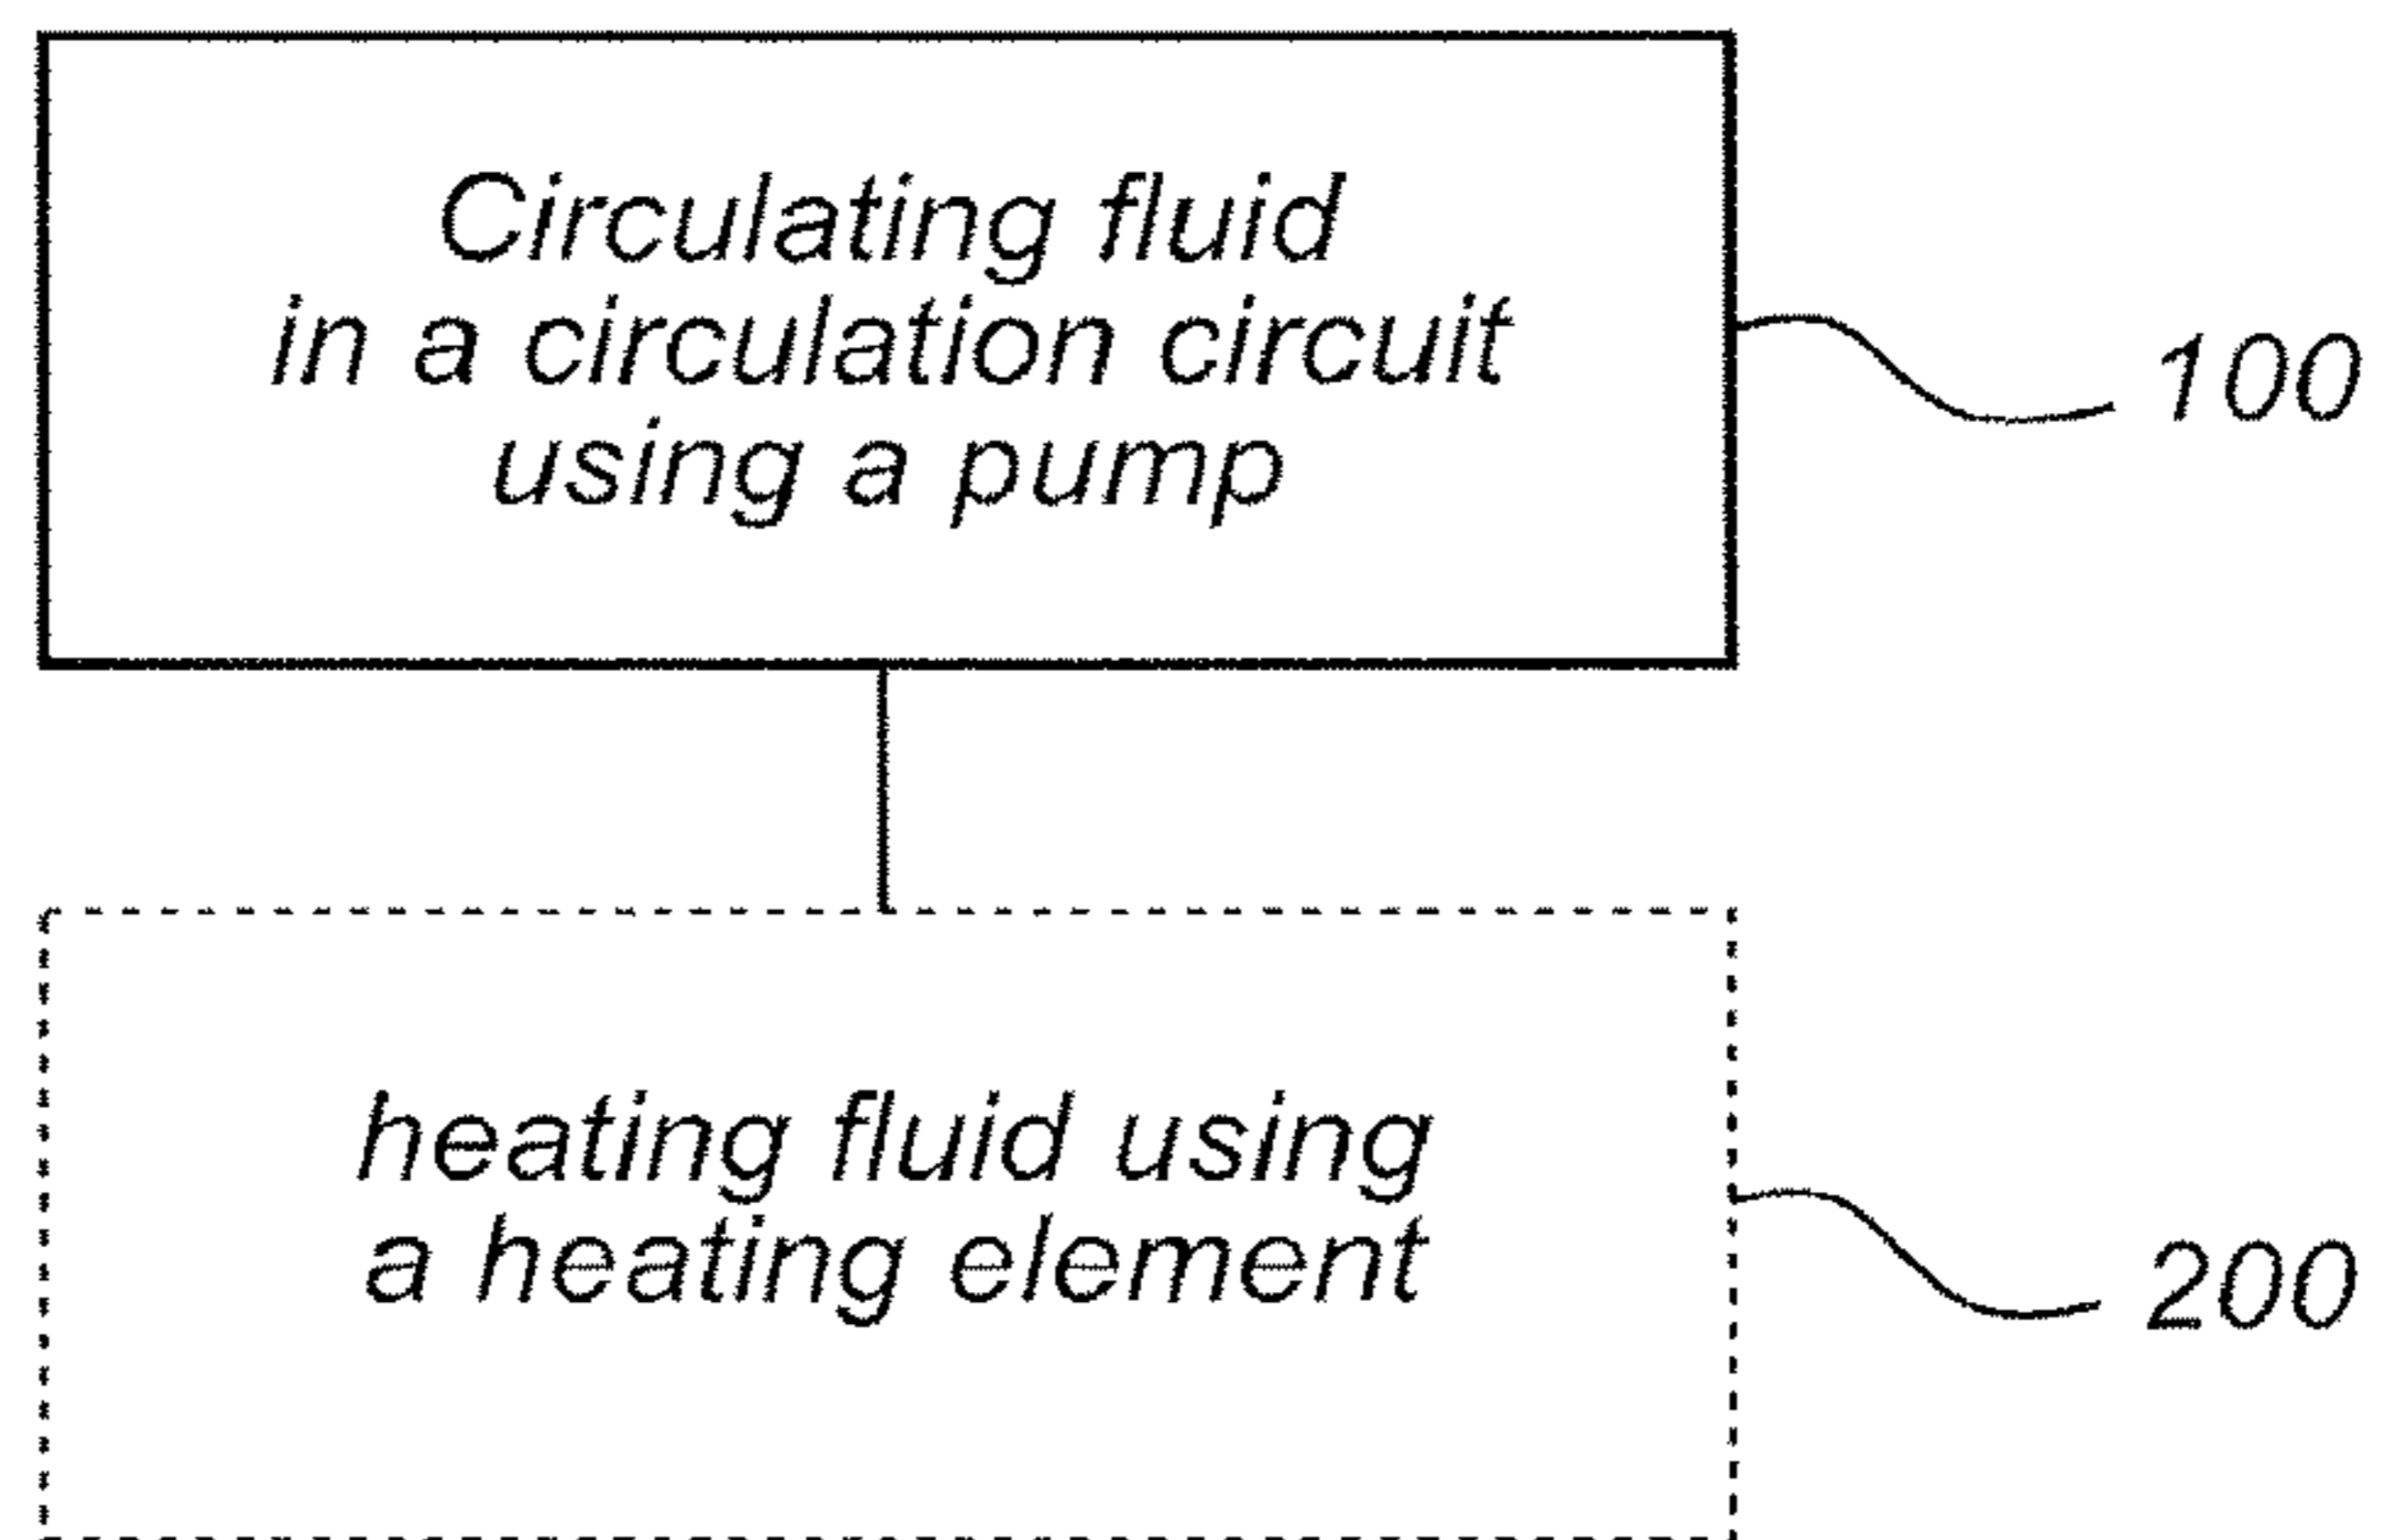 Circulating fluid
in a circulation circuit
using a pump
100
heating fluid using
a heating element
200